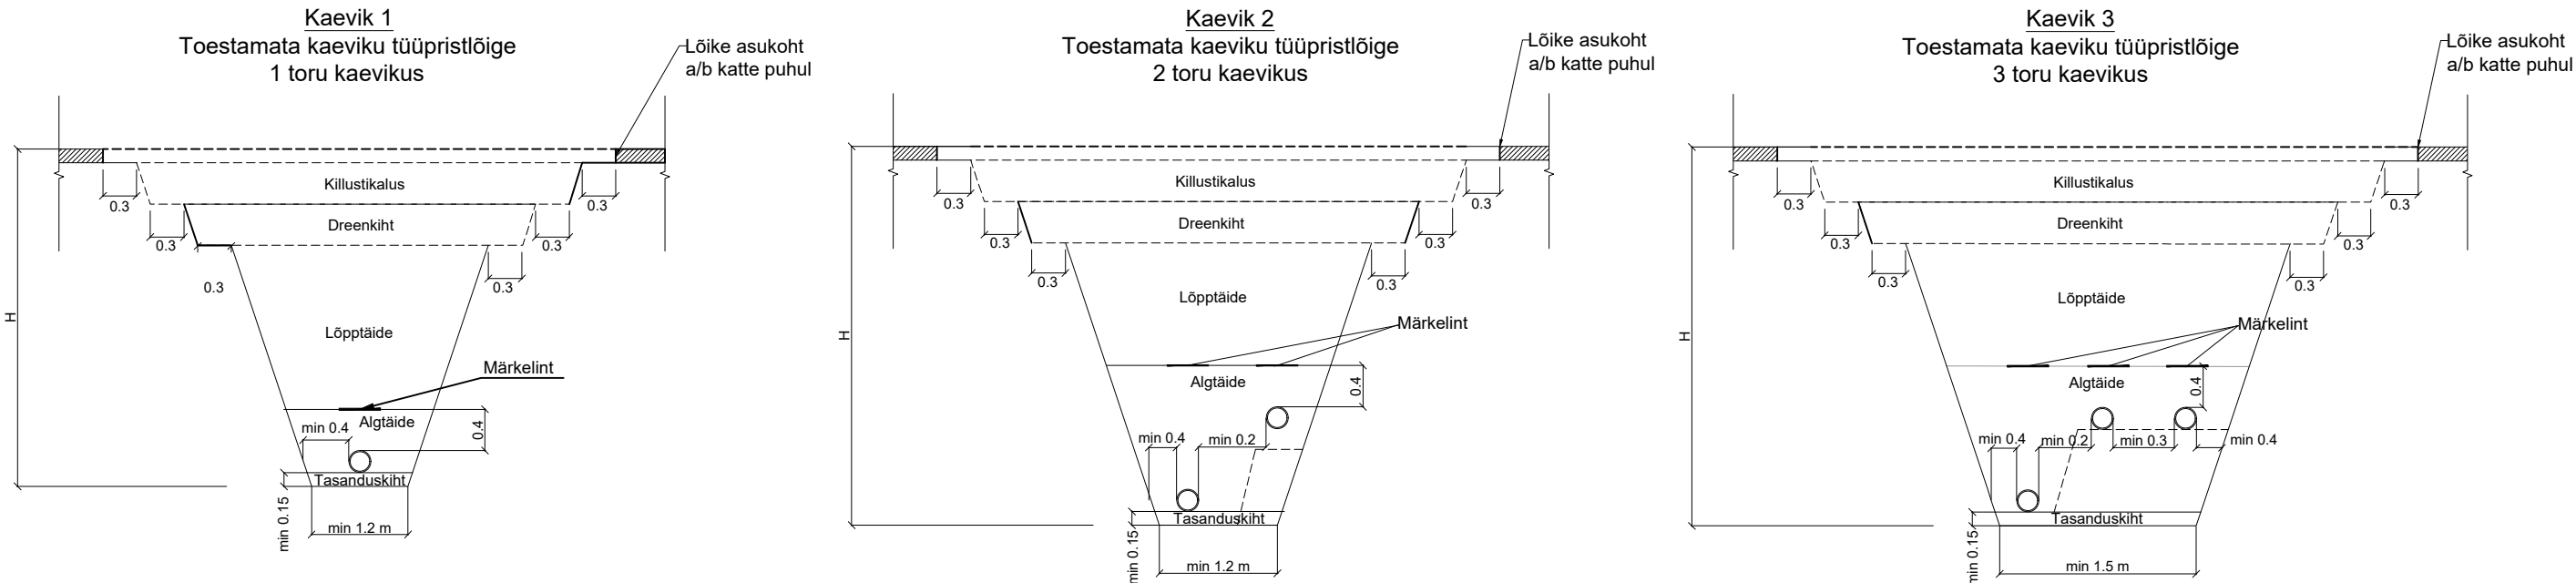 Kaevik 1
Toestamata kaeviku tüüpristlõige
1 toru kaevikus
Lõike asukoht
a/b katte puhul
Killustikalus
0.3
0.3
Dreenkiht
0.3
0.3
0.3
0.3
H
Lõpptäide
Märkelint
Algtäide
min 0.4
0.4
Tasanduskiht
min 0.15
min 1.2 m
Kaevik 2
Toestamata kaeviku tüüpristlõige
2 toru kaevikus
Lõike asukoht
a/b katte puhul
Killustikalus
0.3
0.3
Dreenkiht
0.3
0.3
0.3
0.3
Lõpptäide
H
Märkelint
Algtäide
0.4
min 0.4
min 0.2
Tasanduskiht
min 0.15
min 1.2 m
Kaevik 3
Toestamata kaeviku tüüpristlõige
3 toru kaevikus
Lõike asukoht
a/b katte puhul
Killustikalus
0.3
0.3
Dreenkiht
0.3
0.3
0.3
0.3
Lõpptäide
H
Märkelint
Algtäide
0.4
min 0.4
min 0.2
min 0.3
min 0.4
Tasanduskiht
min 0.15
min 1.5 m